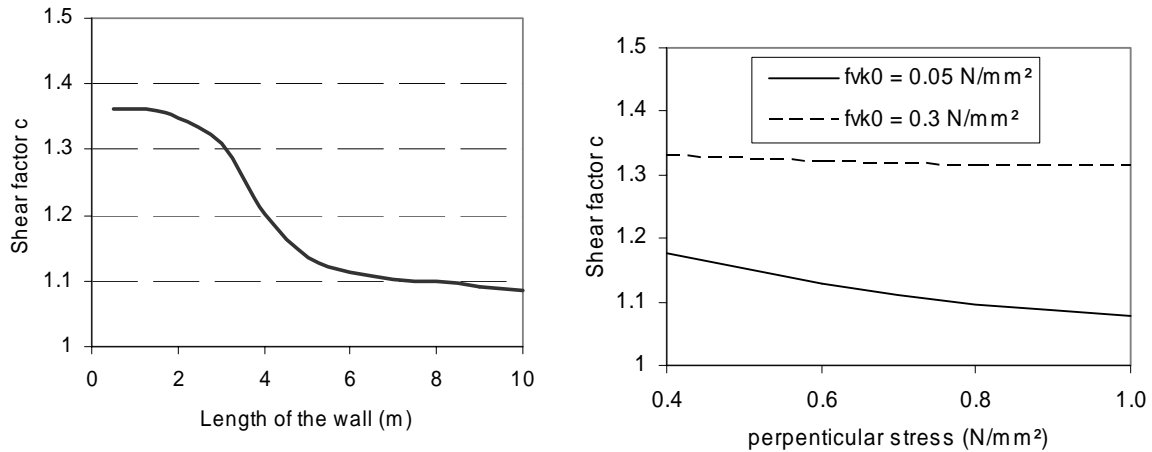 Shear factor c
1.5
1.4
1.3
1.2
1.1
1
0 2 4 6 8 10
Length of the wall (m)
Shear factor c
1.5
1.4
1.3
1.2
1.1
1
fvk0 = 0.05 N/mm²
fvk0 = 0.3 N/mm²
0.4 0.6 0.8 1.0
perpenticular stress (N/mm²)